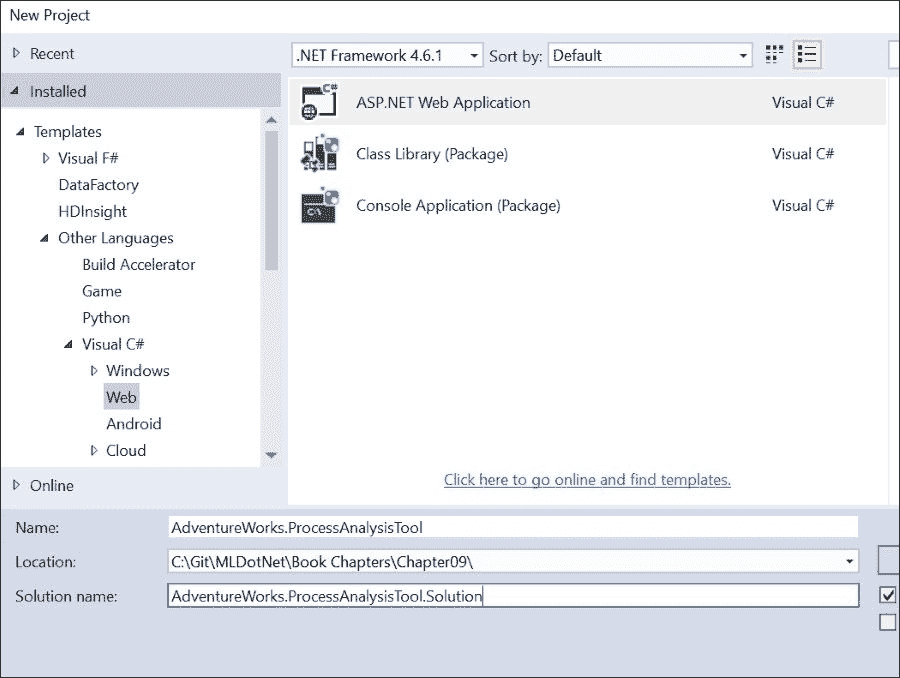 New Project
Recent
.NET Framework 4.6.1
Sort by:
Default
Installed
Templates
Visual F#
DataFactory
HDInsight
Other Languages
Build Accelerator
Game
Python
Visual C#
Windows
Web
Android
Cloud
Online
ASP.NET Web Application
Visual C#
Class Library (Package)
Visual C#
Console Application (Package)
Visual C#
Click here to go online and find templates.
Name:
AdventureWorks.ProcessAnalysisTool
Location:
C:\Git\MLDotNet\Book Chapters\Chapter09\
Solution name:
AdventureWorks.ProcessAnalysisTool.Solution